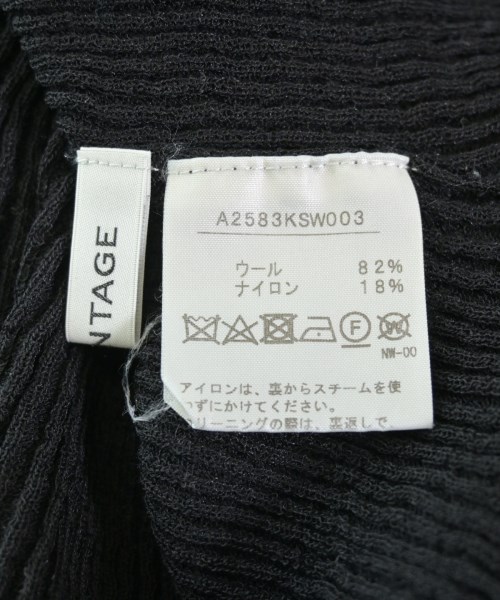 NTAGE
A2583KSW003
ウール 82%
ナイロン 18%
F
W
NW-00
アイロンは、裏からスチームを使
わずにかけてください。
クリーニングの際は、裏返しで、